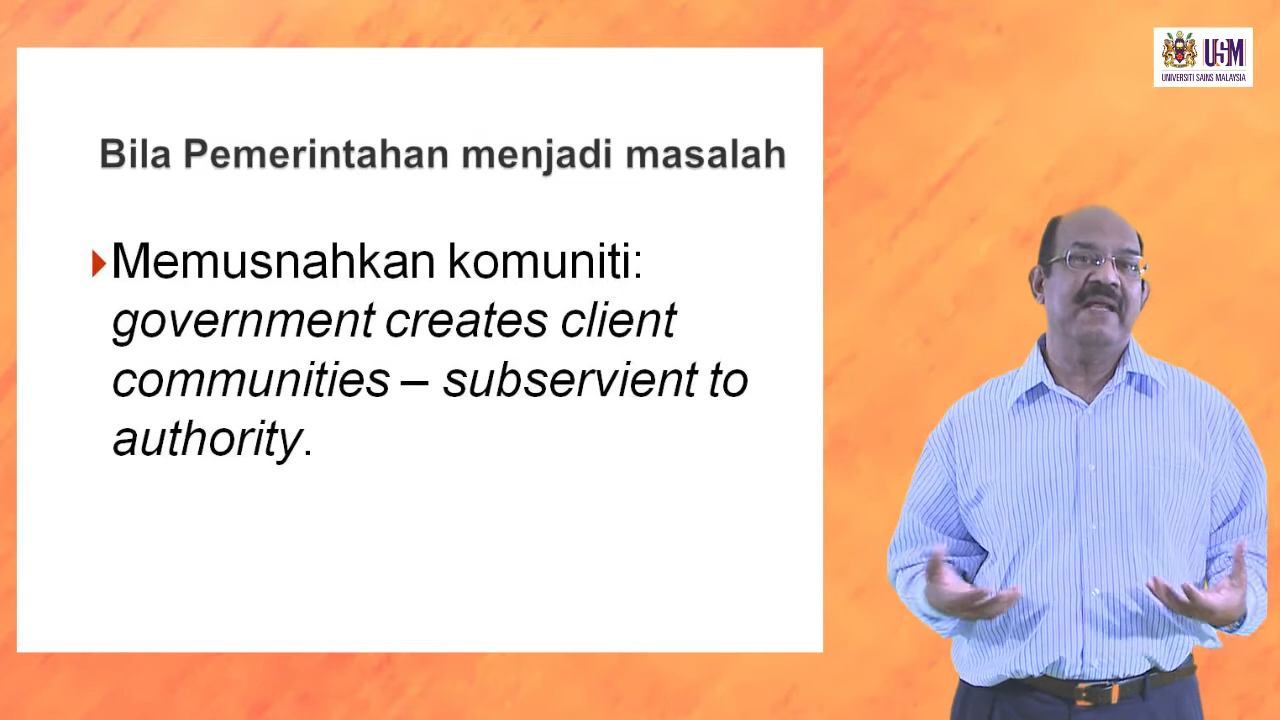 Bila Pemerintahan menjadi masalah
Memusnahkan komuniti:
government creates client
communities – subservient to
authority.
USM
UNIVERSITI SAINS MALAYSIA